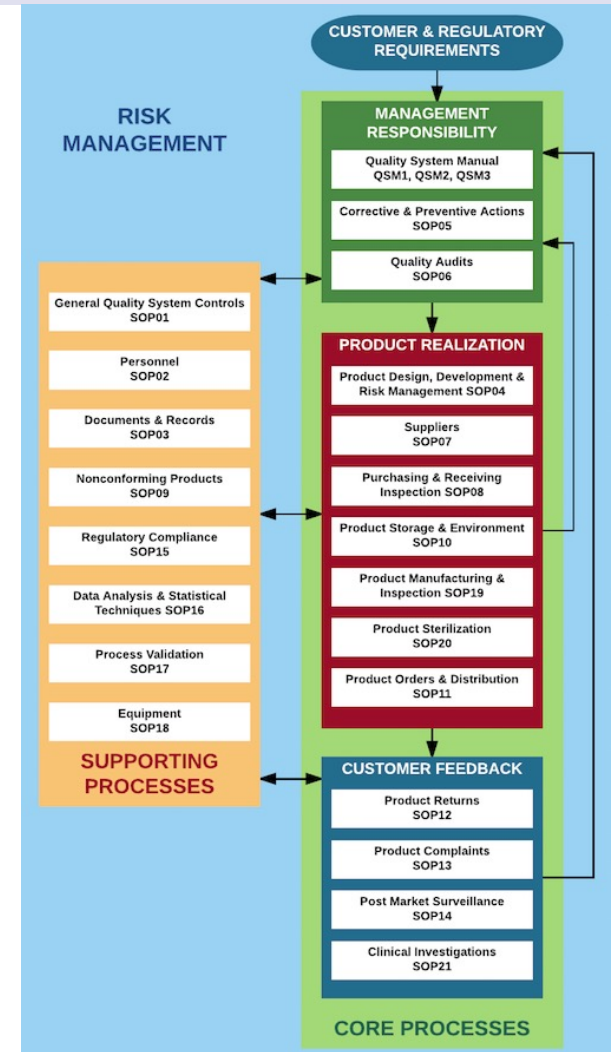 CUSTOMER & REGULATORY
REQUIREMENTS
RISK
MANAGEMENT
MANAGEMENT
RESPONSIBILITY
Quality System Manual
QSM1, QSM2, QSM3
Corrective & Preventive Actions
SOP05
Quality Audits
SOP06
General Quality System Controls
SOP01
Personnel
SOP02
Documents & Records
SOP03
Nonconforming Products
SOP09
Regulatory Compliance
SOP15
Data Analysis & Statistical
Techniques SOP16
Process Validation
SOP17
Equipment
SOP18
SUPPORTING
PROCESSES
PRODUCT REALIZATION
Product Design, Development &
Risk Management SOP04
Suppliers
SOP07
Purchasing & Receiving
Inspection SOP08
Product Storage & Environment
SOP10
Product Manufacturing &
Inspection SOP19
Product Sterilization
SOP20
Product Orders & Distribution
SOP11
CUSTOMER FEEDBACK
Product Returns
SOP12
Product Complaints
SOP13
Post Market Surveillance
SOP14
Clinical Investigations
SOP21
CORE PROCESSES